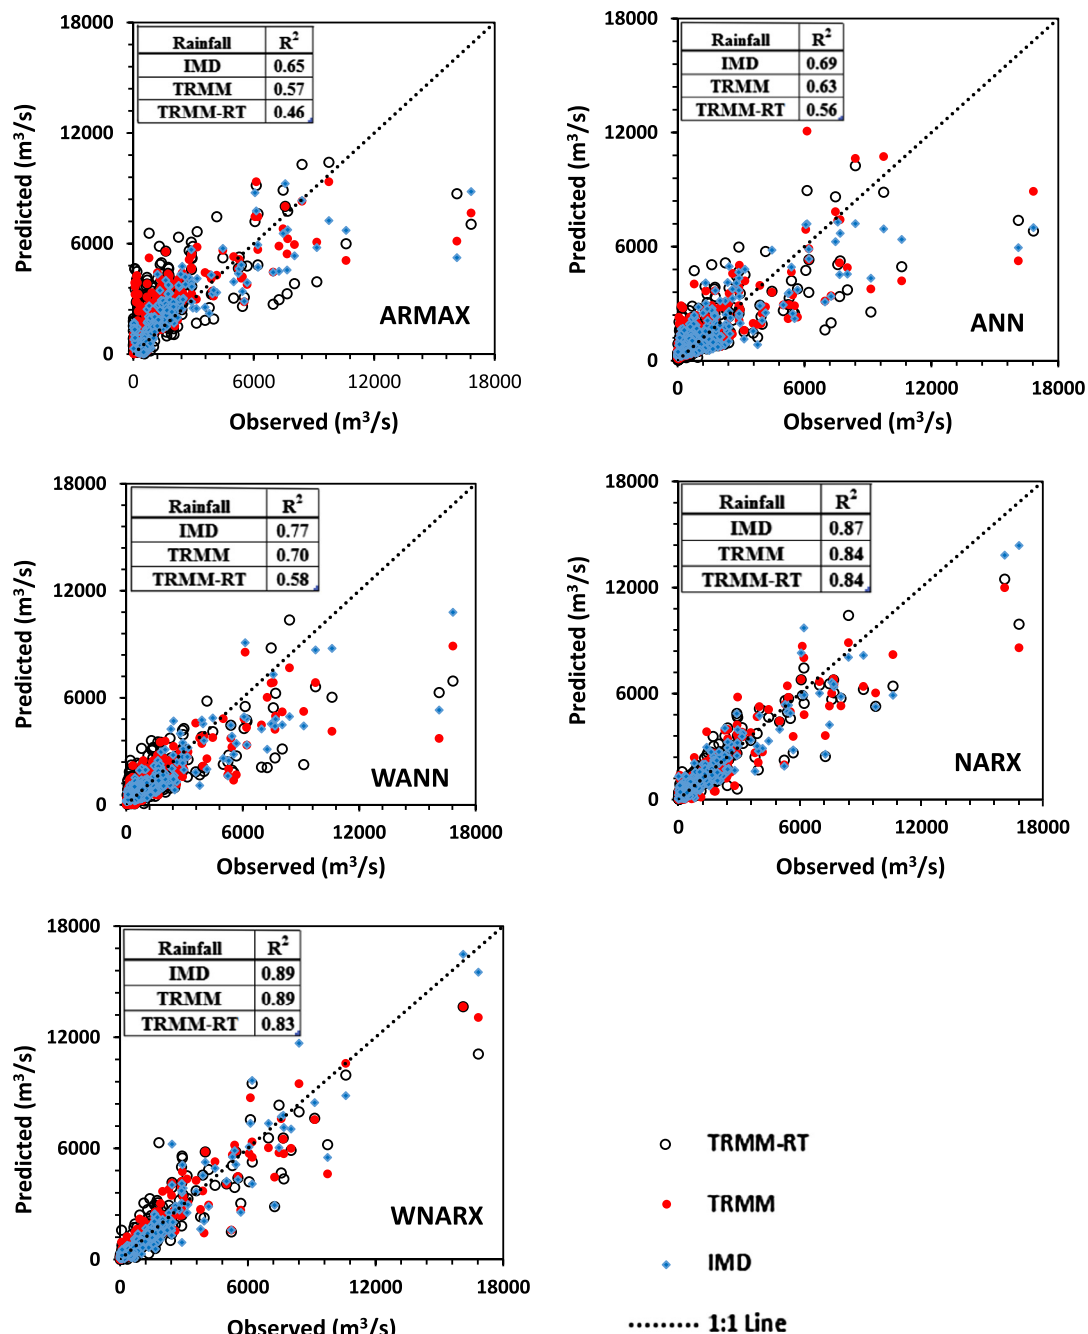 18000
12000
6000
0
Predicted (m³/s)
Rainfall R²
IMD 0.65
TRMM 0.57
TRMM-RT 0.46
ARMAX
0 6000 12000 18000
Observed (m³/s)
18000
12000
6000
0
Predicted (m³/s)
Rainfall R²
IMD 0.69
TRMM 0.63
TRMM-RT 0.56
ANN
0 6000 12000 18000
Observed (m³/s)
18000
12000
6000
0
Predicted (m³/s)
Rainfall R²
IMD 0.77
TRMM 0.70
TRMM-RT 0.58
WANN
0 6000 12000 18000
Observed (m³/s)
18000
12000
6000
0
Predicted (m³/s)
Rainfall R²
IMD 0.87
TRMM 0.84
TRMM-RT 0.84
NARX
0 6000 12000 18000
Observed (m³/s)
18000
12000
6000
0
Predicted (m³/s)
Rainfall R²
IMD 0.89
TRMM 0.89
TRMM-RT 0.83
WNARX
0 6000 12000 18000
Observed (m³/s)
TRMM-RT
TRMM
IMD
1:1 Line